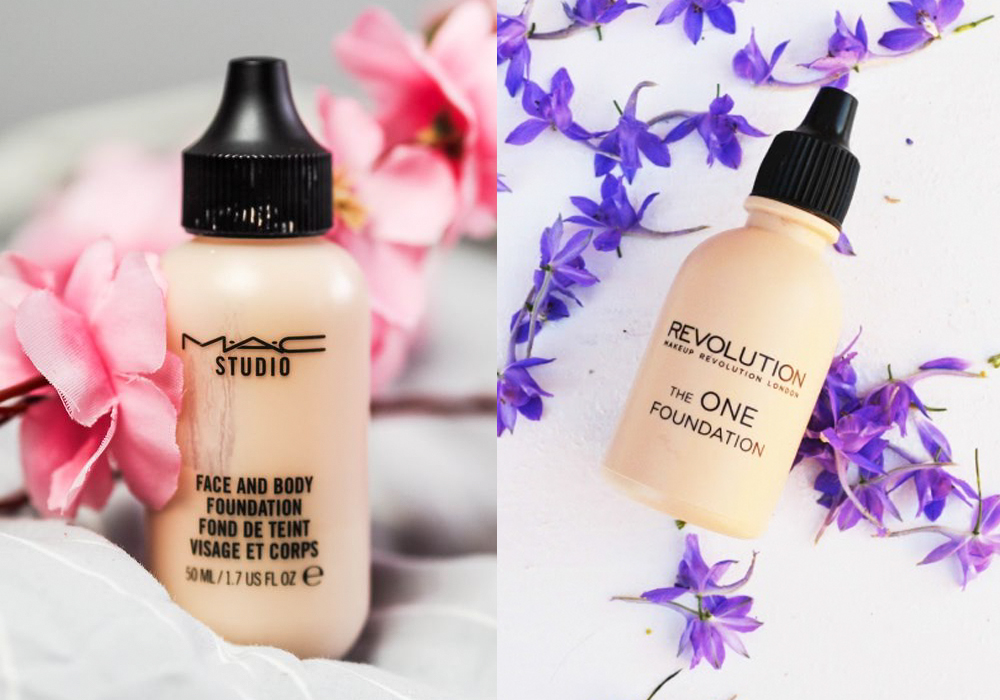 M·A·C
STUDIO
FACE AND BODY
FOUNDATION
FOND DE TEINT
VISAGE ET CORPS
50 ML / 1.7 US FL OZ ℮
REVOLUTION
MAKEUP REVOLUTION LONDON
THE ONE
FOUNDATION